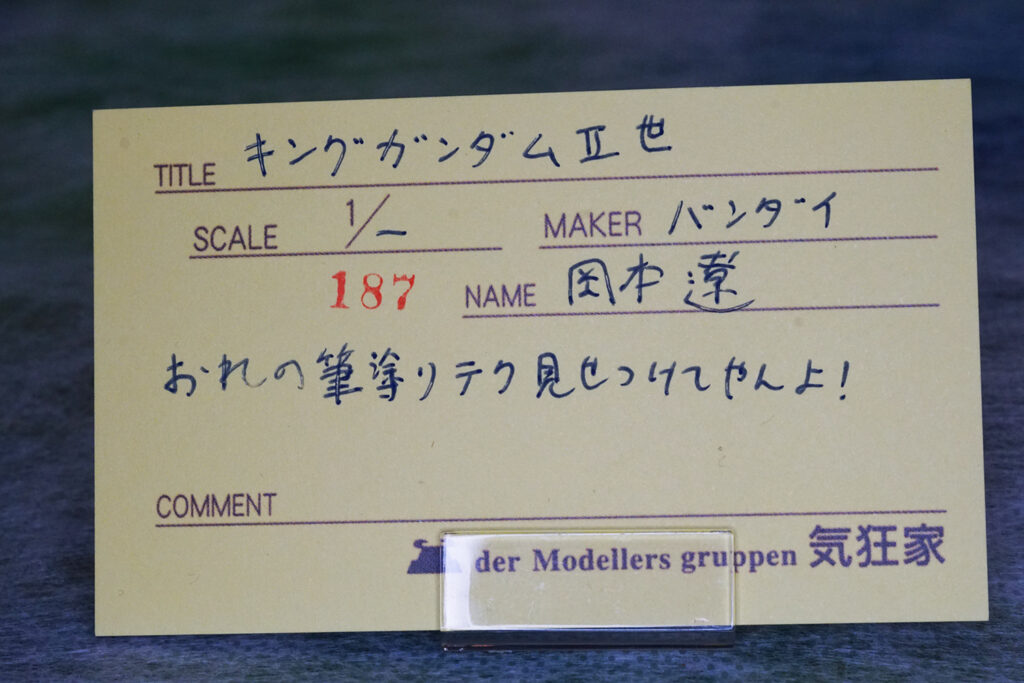 TITLE キングガンダムⅡ世
SCALE 1/― MAKER バンダイ
187 NAME 岡本遼
おれの筆塗りテク見せつけてやんよ!
COMMENT
der Modellers gruppen 気狂家